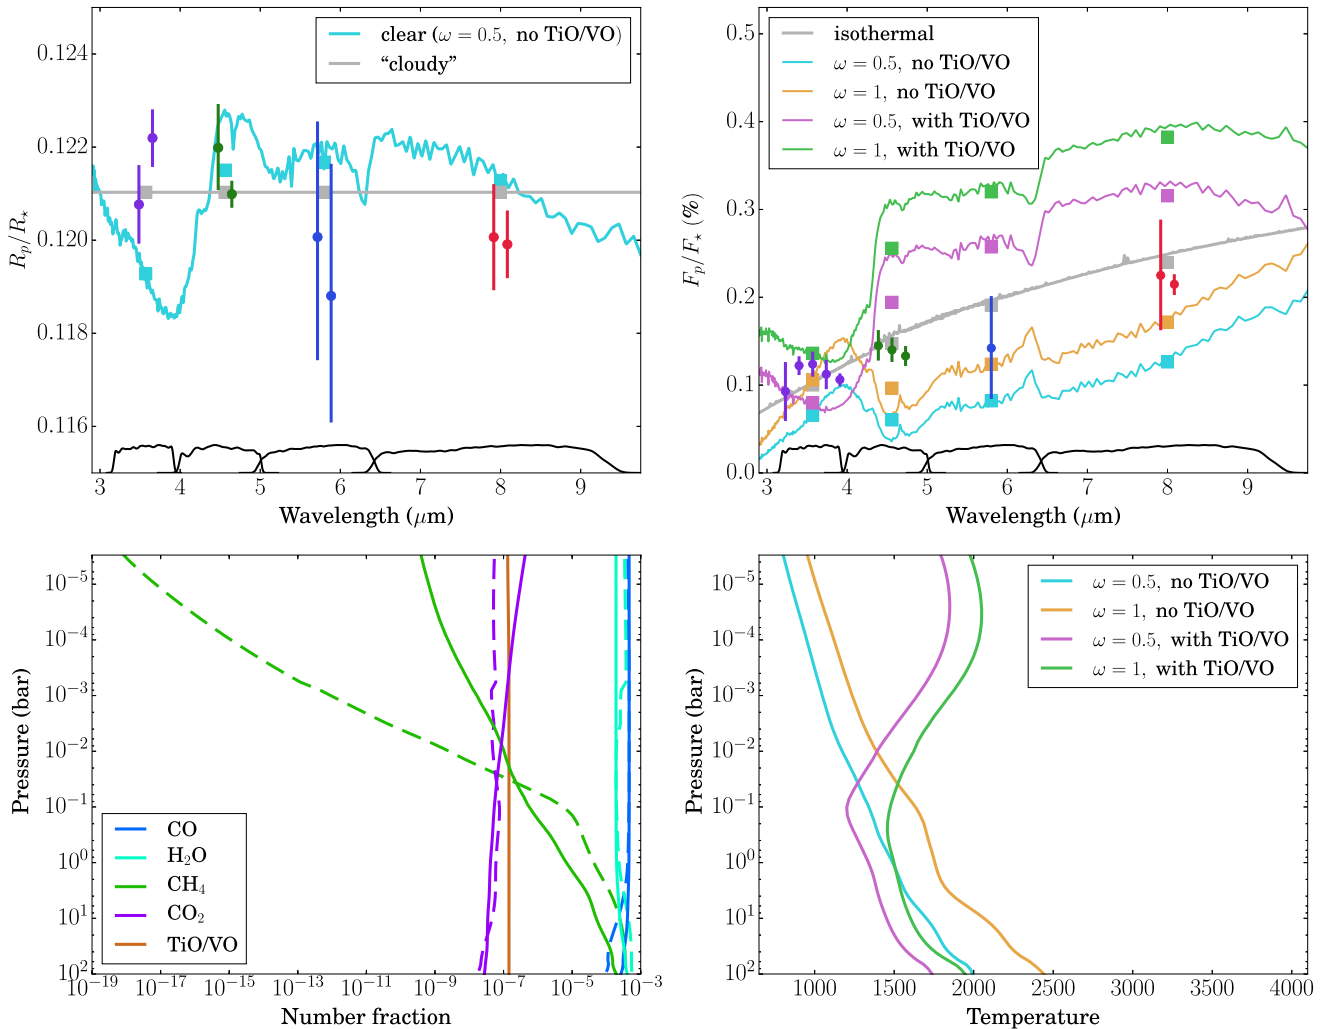 0.124
0.122
0.120
0.118
0.116
R_p/R_⋆
clear (ω = 0.5, no TiO/VO)
“cloudy”
3 4 5 6 7 8 9
Wavelength (μm)
0.5
0.4
0.3
0.2
0.1
0.0
F_p/F_⋆ (%)
isothermal
ω = 0.5, no TiO/VO
ω = 1, no TiO/VO
ω = 0.5, with TiO/VO
ω = 1, with TiO/VO
3 4 5 6 7 8 9
Wavelength (μm)
10⁻⁵
10⁻⁴
10⁻³
10⁻²
10⁻¹
10⁰
10¹
10²
Pressure (bar)
CO
H₂O
CH₄
CO₂
TiO/VO
10⁻¹⁹ 10⁻¹⁷ 10⁻¹⁵ 10⁻¹³ 10⁻¹¹ 10⁻⁹ 10⁻⁷ 10⁻⁵ 10⁻³
Number fraction
10⁻⁵
10⁻⁴
10⁻³
10⁻²
10⁻¹
10⁰
10¹
10²
Pressure (bar)
ω = 0.5, no TiO/VO
ω = 1, no TiO/VO
ω = 0.5, with TiO/VO
ω = 1, with TiO/VO
1000 1500 2000 2500 3000 3500 4000
Temperature